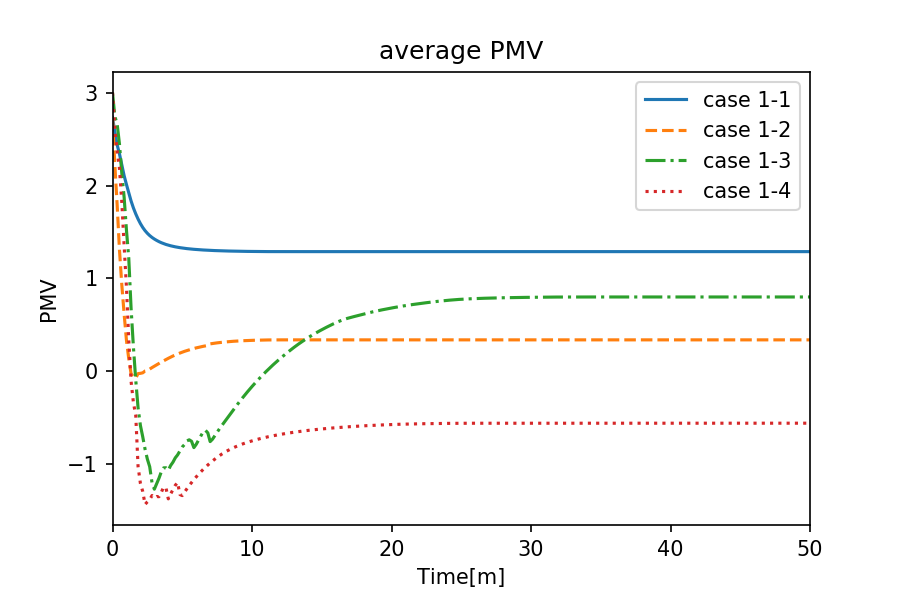 average PMV
case 1-1
case 1-2
case 1-3
case 1-4
PMV
3
2
1
0
−1
0 10 20 30 40 50
Time[m]